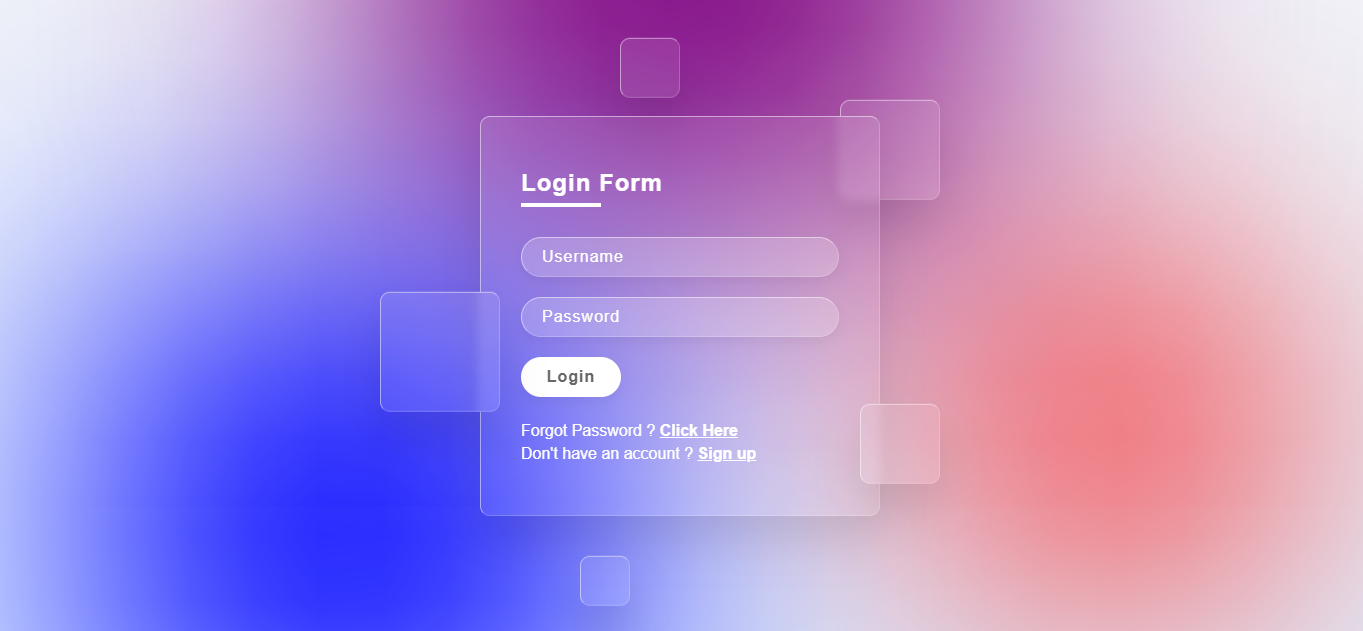 Login Form
Username
Password
Login
Forgot Password ? Click Here
Don't have an account ? Sign up